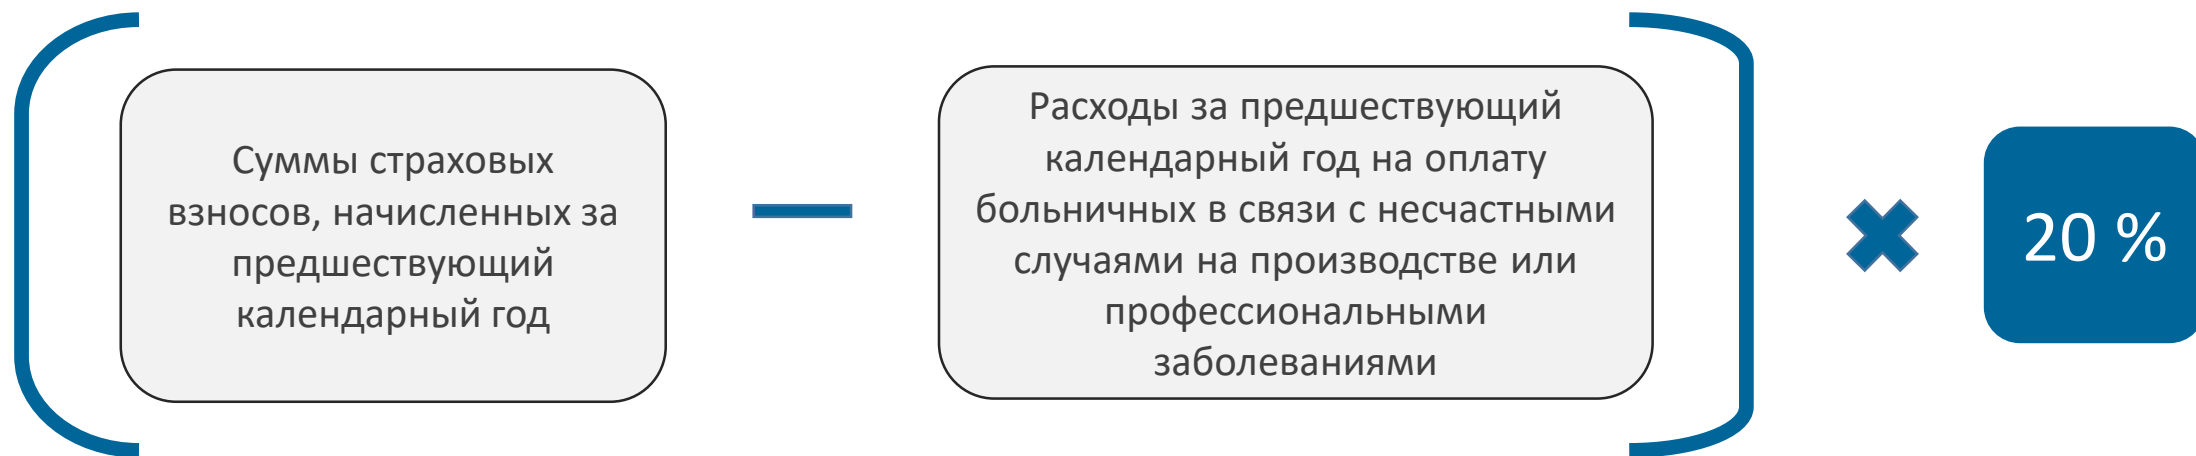 Суммы страховых
взносов, начисленных за
предшествующий
календарный год
Расходы за предшествующий
календарный год на оплату
больничных в связи с несчастными
случаями на производстве или
профессиональными
заболеваниями
20 %